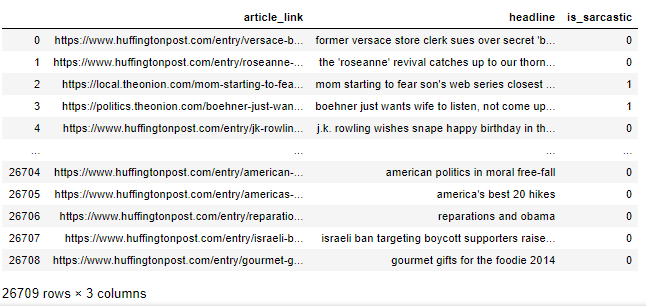 article_link headline is_sarcastic
0 https://www.huffingtonpost.com/entry/versace-b... former versace store clerk sues over secret 'b... 0
1 https://www.huffingtonpost.com/entry/roseanne-... the 'roseanne' revival catches up to our thorn... 0
2 https://local.theonion.com/mom-starting-to-fea... mom starting to fear son's web series closest ... 1
3 https://politics.theonion.com/boehner-just-wan... boehner just wants wife to listen, not come up... 1
4 https://www.huffingtonpost.com/entry/jk-rowlin... j.k. rowling wishes snape happy birthday in th... 0
... ... ... ...
26704 https://www.huffingtonpost.com/entry/american-... american politics in moral free-fall 0
26705 https://www.huffingtonpost.com/entry/americas-... america's best 20 hikes 0
26706 https://www.huffingtonpost.com/entry/reparatio... reparations and obama 0
26707 https://www.huffingtonpost.com/entry/israeli-b... israeli ban targeting boycott supporters raise... 0
26708 https://www.huffingtonpost.com/entry/gourmet-g... gourmet gifts for the foodie 2014 0
26709 rows × 3 columns